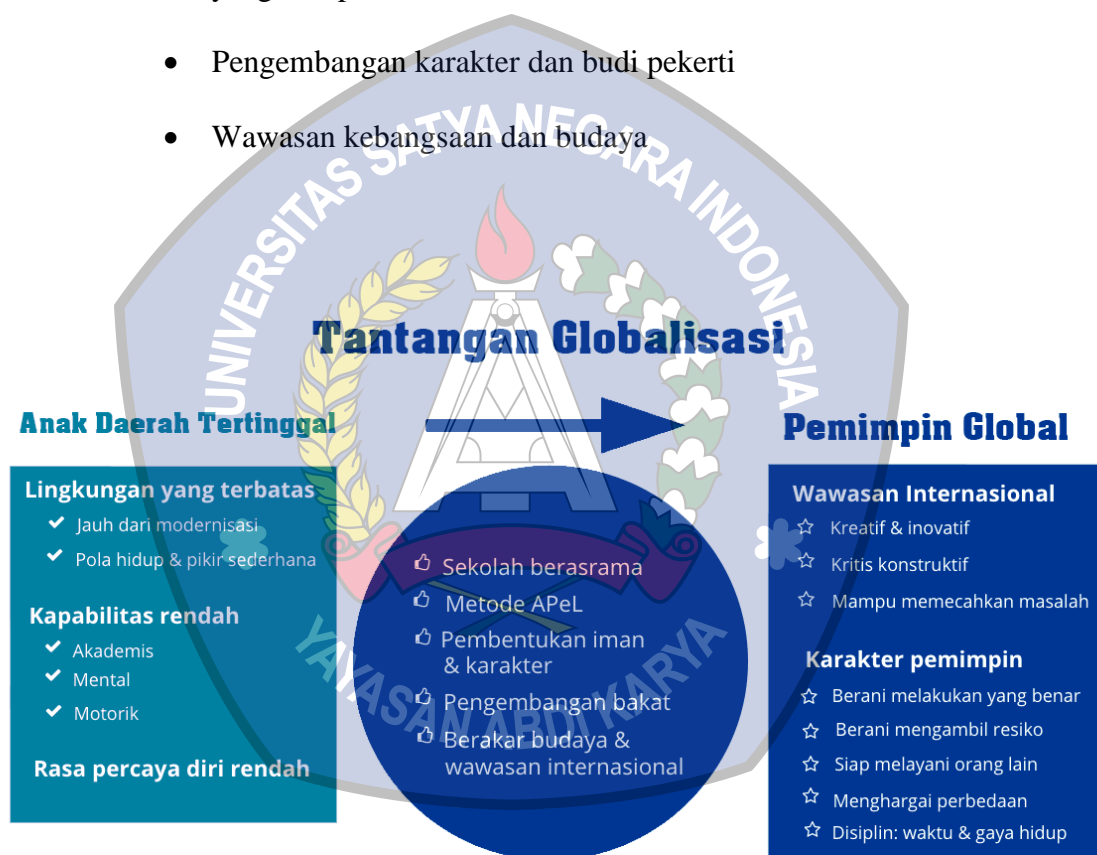 • Pengembangan karakter dan budi pekerti
• Wawasan kebangsaan dan budaya
UNIVERSITAS SATYA NEGARA INDONESIA
YAYASAN ABDI KARYA
Tantangan Globalisasi
Anak Daerah Tertinggal
Lingkungan yang terbatas
Jauh dari modernisasi
Pola hidup & pikir sederhana
Kapabilitas rendah
Akademis
Mental
Motorik
Rasa percaya diri rendah
Sekolah berasrama
Metode APeL
Pembentukan iman
& karakter
Pengembangan bakat
Berakar budaya &
wawasan internasional
Pemimpin Global
Wawasan Internasional
Kreatif & inovatif
Kritis konstruktif
Mampu memecahkan masalah
Karakter pemimpin
Berani melakukan yang benar
Berani mengambil resiko
Siap melayani orang lain
Menghargai perbedaan
Disiplin: waktu & gaya hidup